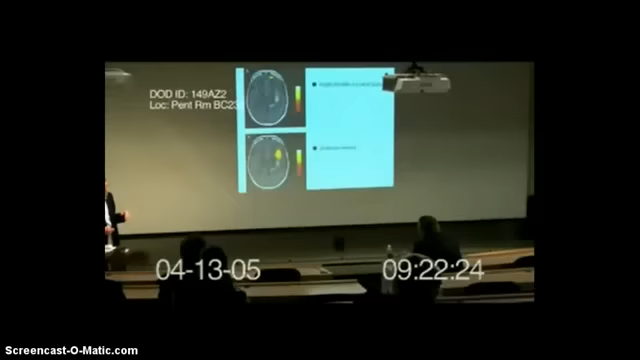 DOD ID: 149AZ2
Loc: Pent Rm BC23
04-13-05
09:22:24
Screencast-O-Matic.com